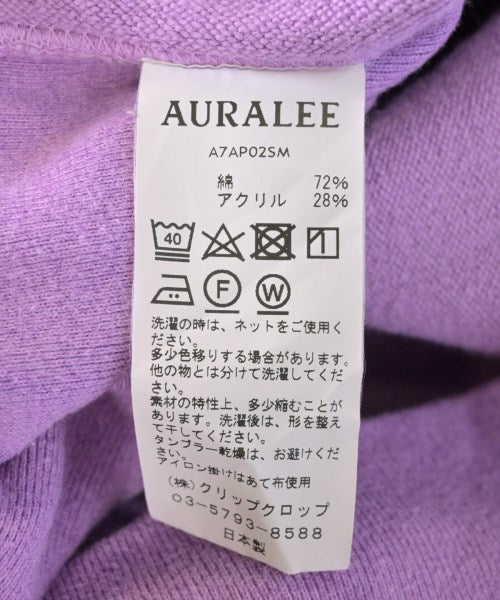 AURALEE
A7AP02SM
綿 72%
アクリル 28%
40
F W
洗濯の時は、ネットをご使用く
ださい。
多少色移りする場合があります。
他の物とは分けて洗濯してくだ
さい。
素材の特性上、多少縮むことが
あります。洗濯後は、形を整え
て干してください。
タンブラー乾燥は、お避けくだ
さい。
アイロン掛けはあて布使用
(株)クリップクロップ
03-5793-8588
日本製